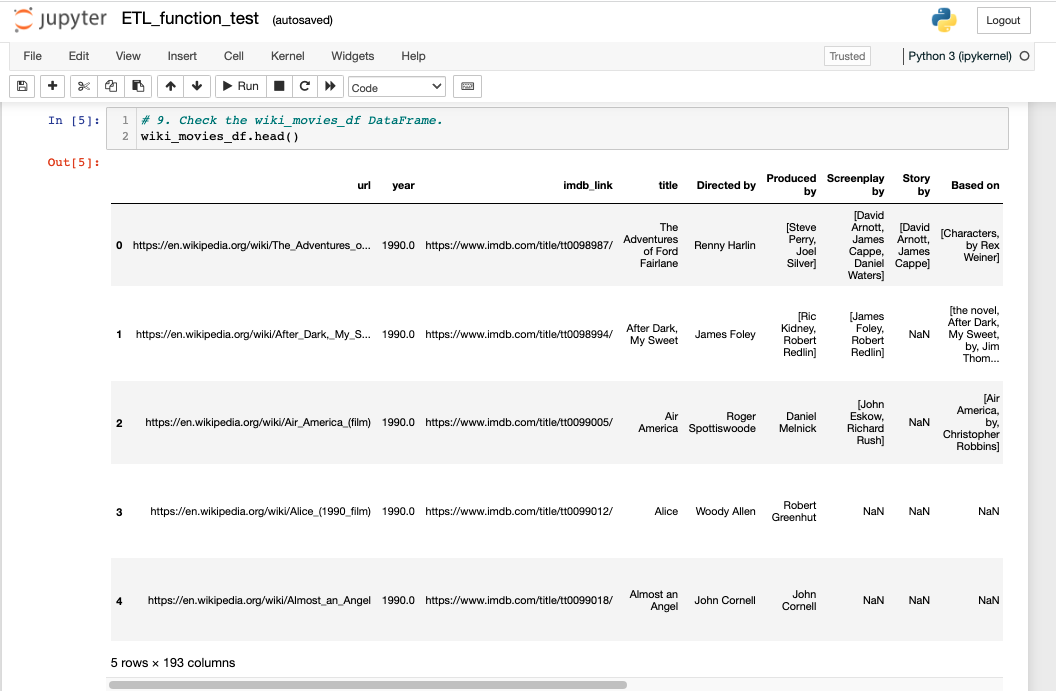 jupyter ETL_function_test (autosaved) Logout
File Edit View Insert Cell Kernel Widgets Help Trusted Python 3 (ipykernel)
Run Code
In [5]: 1 # 9. Check the wiki_movies_df DataFrame.
2 wiki_movies_df.head()
Out[5]:
url year imdb_link title Directed by Produced by Screenplay by Story by Based on
0 https://en.wikipedia.org/wiki/The_Adventures_o... 1990.0 https://www.imdb.com/title/tt0098987/ The Adventures of Ford Fairlane Renny Harlin [Steve Perry, Joel Silver] [David Arnott, James Cappe, Daniel Waters] [David Arnott, James Cappe] [Characters, by Rex Weiner]
1 https://en.wikipedia.org/wiki/After_Dark,_My_S... 1990.0 https://www.imdb.com/title/tt0098994/ After Dark, My Sweet James Foley [Ric Kidney, Robert Redlin] [James Foley, Robert Redlin] NaN [the novel, After Dark, My Sweet, by, Jim Thom...
2 https://en.wikipedia.org/wiki/Air_America_(film) 1990.0 https://www.imdb.com/title/tt0099005/ Air America Roger Spottiswoode Daniel Melnick [John Eskow, Richard Rush] NaN [Air America, by, Christopher Robbins]
3 https://en.wikipedia.org/wiki/Alice_(1990_film) 1990.0 https://www.imdb.com/title/tt0099012/ Alice Woody Allen Robert Greenhut NaN NaN NaN
4 https://en.wikipedia.org/wiki/Almost_an_Angel 1990.0 https://www.imdb.com/title/tt0099018/ Almost an Angel John Cornell John Cornell NaN NaN NaN
5 rows × 193 columns